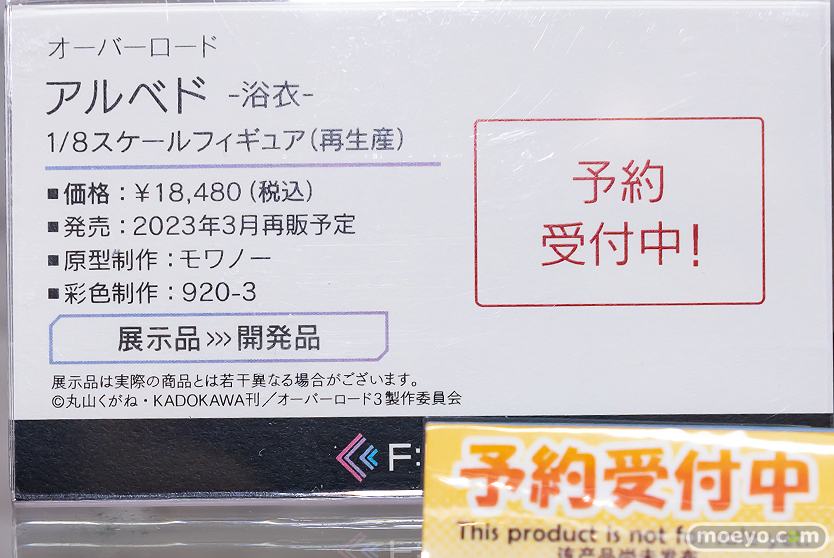 オーバーロード
アルベド -浴衣-
1/8スケールフィギュア(再生産)
■価格：¥18,480(税込)
■発売：2023年3月再販予定
■原型制作：モワノー
■彩色制作：920-3
展示品>>>開発品
展示品は実際の商品とは若干異なる場合がございます。
©丸山くがね・KADOKAWA刊／オーバーロード3製作委員会
予約
受付中!
F:
予約受付中
This product is not f
moeyo.com
该产品尚未发布